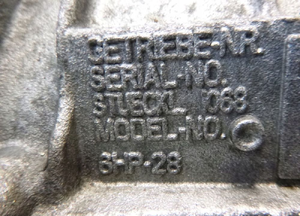 GETRIEBE-NR.
SERIAL-NO.
STUECKL. 1068
MODEL-NO.
6HP-28